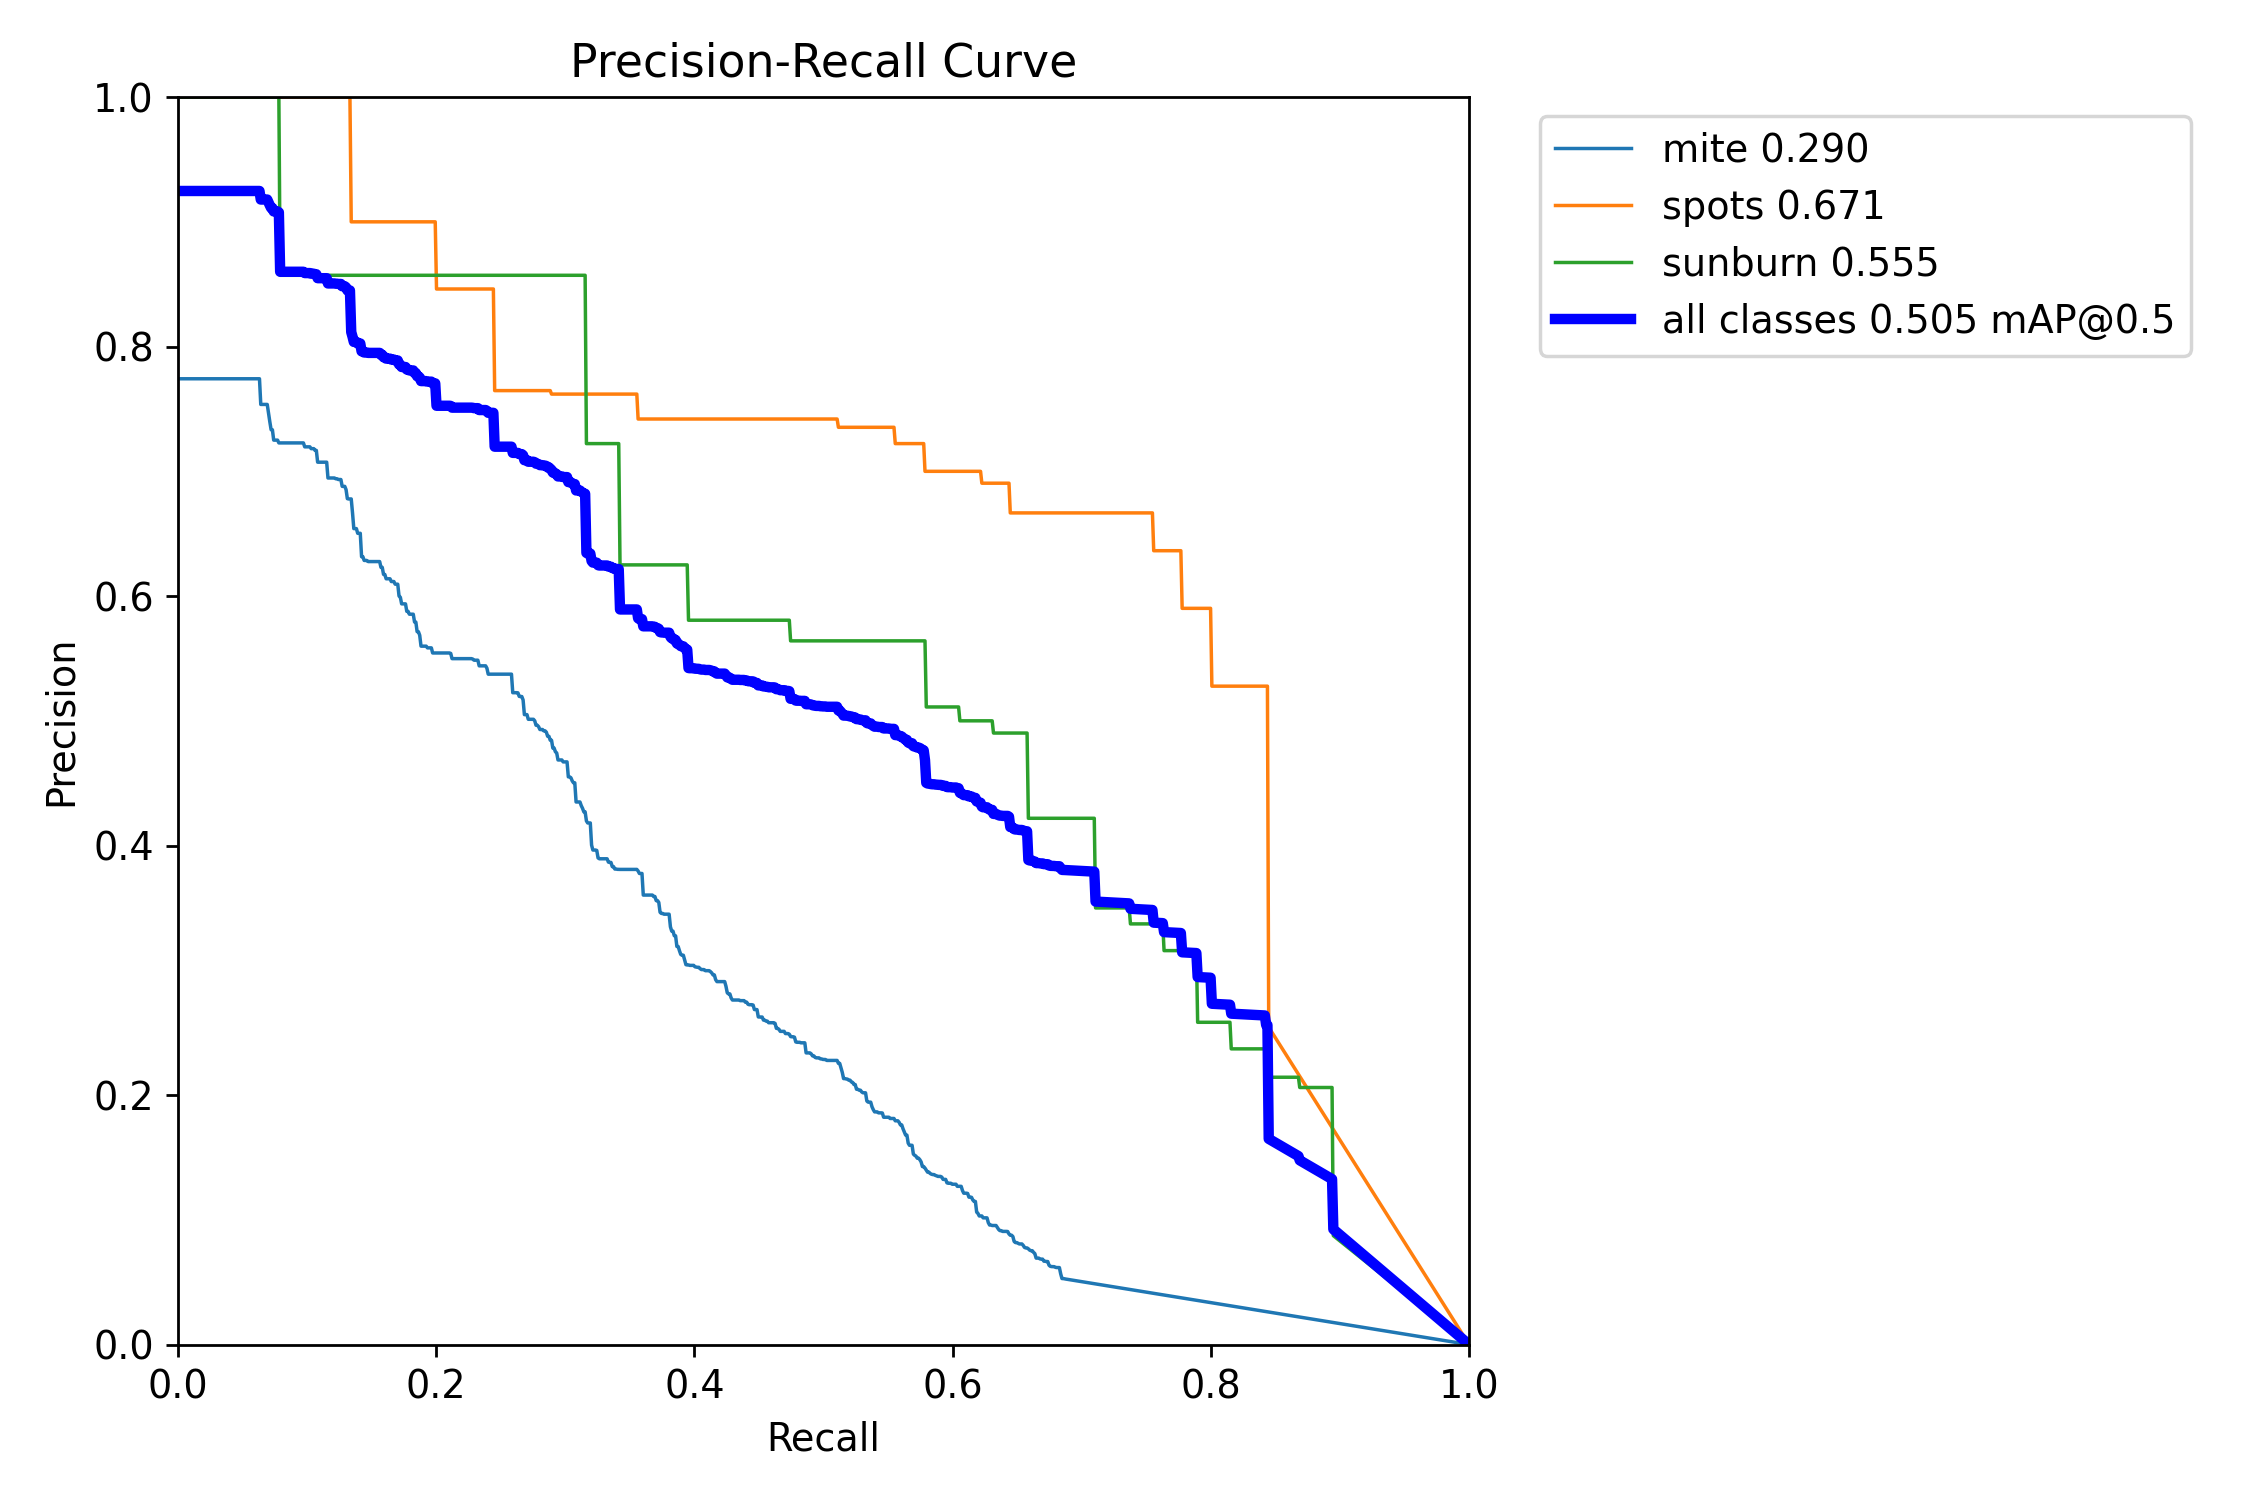 Precision-Recall Curve
1.0
0.8
0.6
0.4
0.2
0.0
Precision
0.0 0.2 0.4 0.6 0.8 1.0
Recall
mite 0.290
spots 0.671
sunburn 0.555
all classes 0.505 mAP@0.5